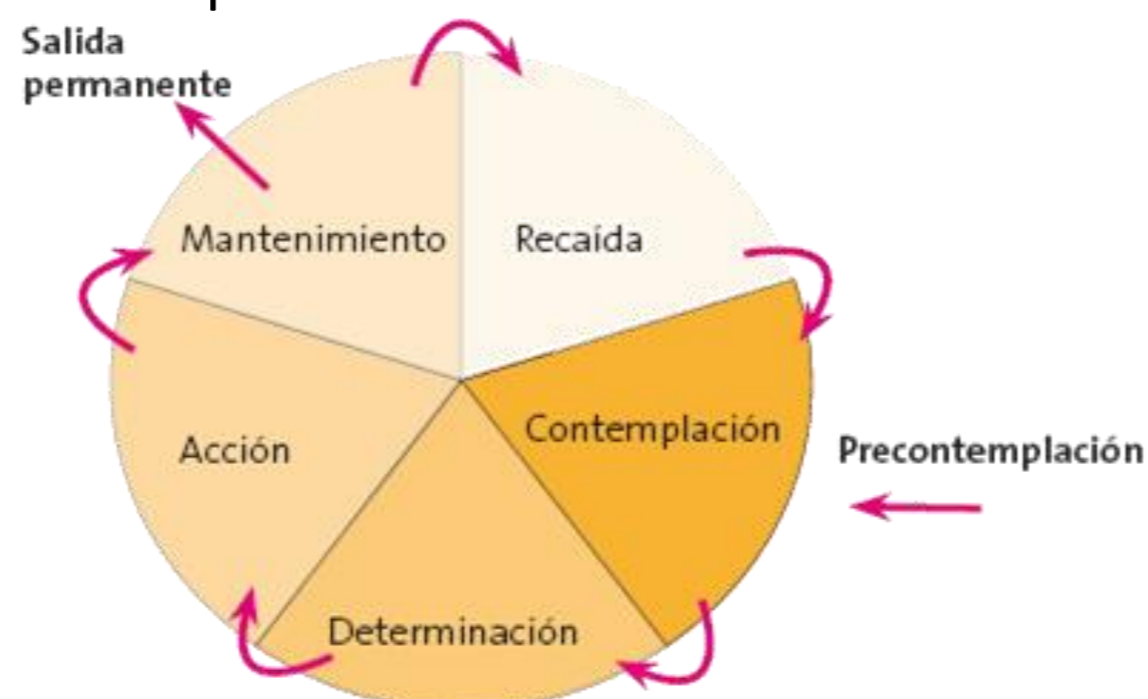 Salida
permanente
Mantenimiento
Recaída
Contemplación
Precontemplación
Acción
Determinación